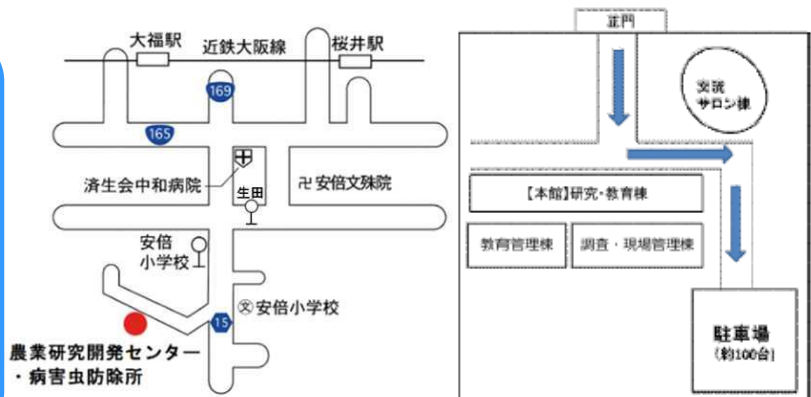 大福駅
近鉄大阪線
桜井駅
169
165
済生会中和病院
生田
卍安倍文殊院
安倍
小学校
文安倍小学校
15
農業研究開発センター
・病害虫防除所
正門
交流
サロン棟
【本館】研究・教育棟
教育管理棟
調査・現場管理棟
駐車場
(約100台)